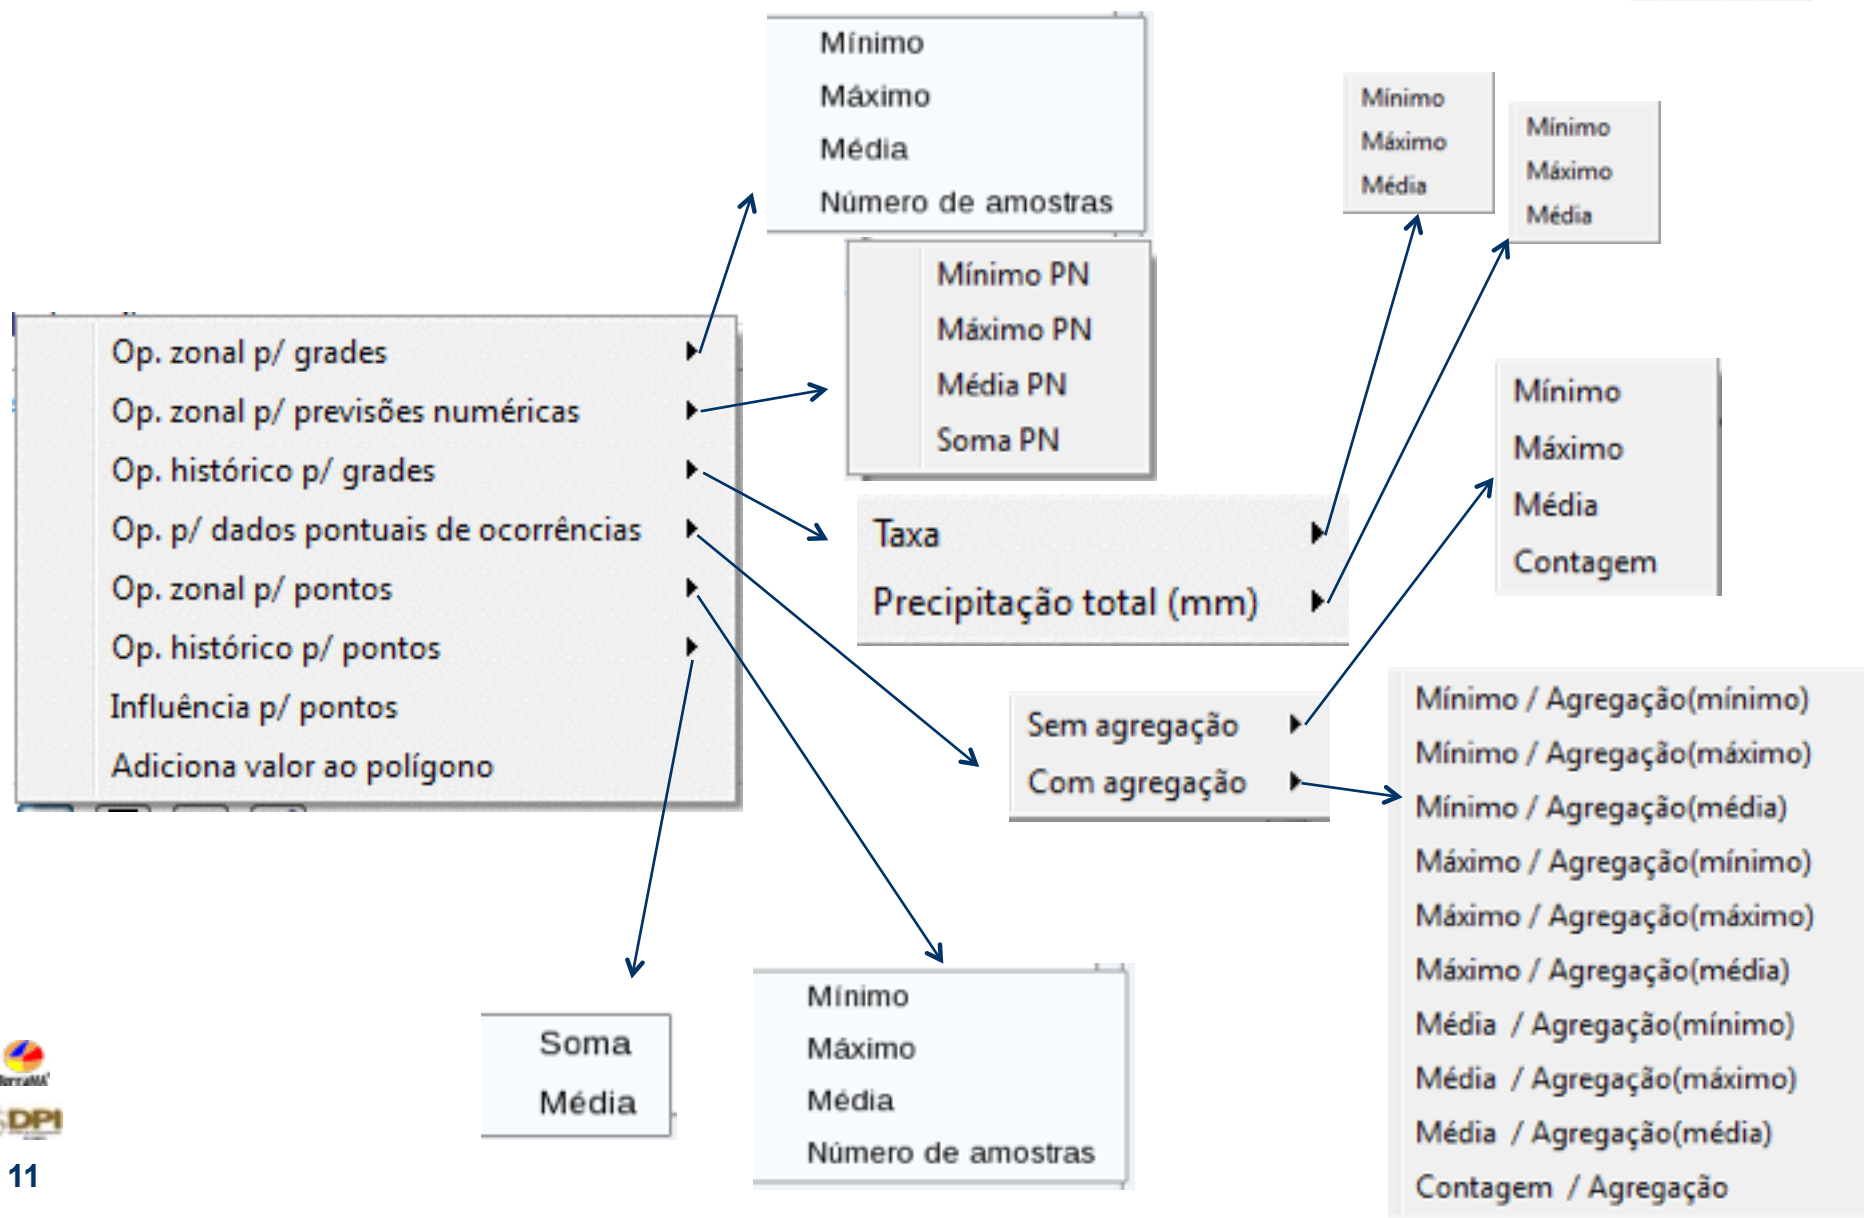 Mínimo
Máximo
Média
Número de amostras
Mínimo
Máximo
Média
Mínimo
Máximo
Média
Mínimo PN
Máximo PN
Média PN
Soma PN
Op. zonal p/ grades
Op. zonal p/ previsões numéricas
Op. histórico p/ grades
Op. p/ dados pontuais de ocorrências
Op. zonal p/ pontos
Op. histórico p/ pontos
Influência p/ pontos
Adiciona valor ao polígono
Taxa
Precipitação total (mm)
Mínimo
Máximo
Média
Contagem
Sem agregação
Com agregação
Mínimo / Agregação(mínimo)
Mínimo / Agregação(máximo)
Mínimo / Agregação(média)
Máximo / Agregação(mínimo)
Máximo / Agregação(máximo)
Máximo / Agregação(média)
Média / Agregação(mínimo)
Média / Agregação(máximo)
Média / Agregação(média)
Contagem / Agregação
Soma
Média
Mínimo
Máximo
Média
Número de amostras
DPI
11